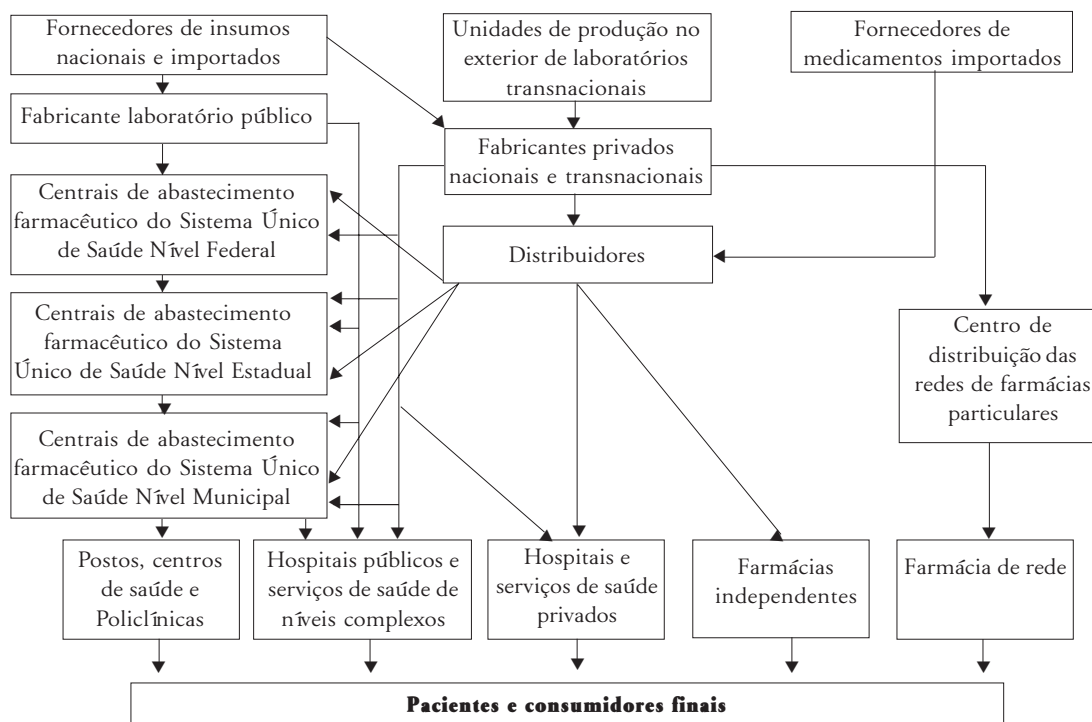 Fornecedores de insumos
nacionais e importados
Unidades de produção no
exterior de laboratórios
transnacionais
Fornecedores de
medicamentos importados
Fabricante laboratório público
Fabricantes privados
nacionais e transnacionais
Centrais de abastecimento
farmacêutico do Sistema Único
de Saúde Nível Federal
Distribuidores
Centrais de abastecimento
farmacêutico do Sistema
Único de Saúde Nível Estadual
Centro de
distribuição das
redes de farmácias
particulares
Centrais de abastecimento
farmacêutico do Sistema Único
de Saúde Nível Municipal
Postos, centros
de saúde e
Policlínicas
Hospitais públicos e
serviços de saúde de
níveis complexos
Hospitais e
serviços de saúde
privados
Farmácias
independentes
Farmácia de rede
Pacientes e consumidores finais